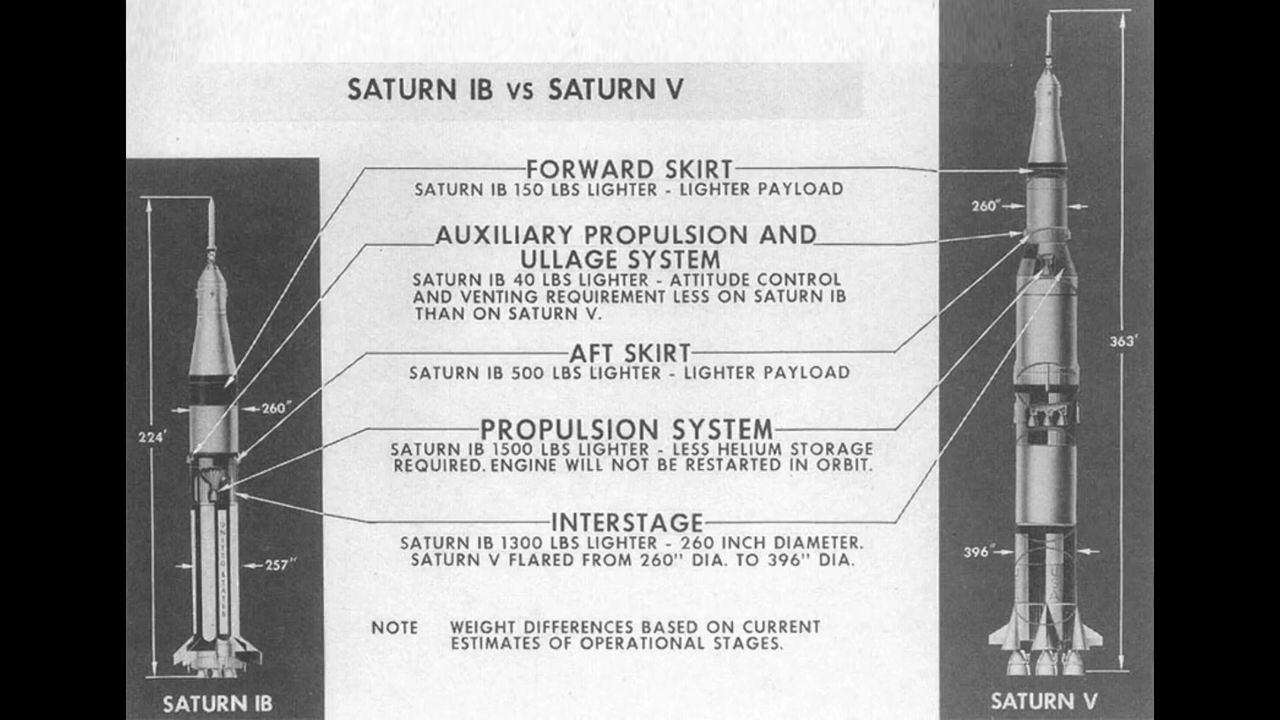 SATURN IB VS SATURN V
FORWARD SKIRT
SATURN IB 150 LBS LIGHTER - LIGHTER PAYLOAD
AUXILIARY PROPULSION AND
ULLAGE SYSTEM
SATURN IB 40 LBS LIGHTER - ATTITUDE CONTROL
AND VENTING REQUIREMENT LESS ON SATURN IB
THAN ON SATURN V.
AFT SKIRT
SATURN IB 500 LBS LIGHTER - LIGHTER PAYLOAD
PROPULSION SYSTEM
SATURN IB 1500 LBS LIGHTER - LESS HELIUM STORAGE
REQUIRED. ENGINE WILL NOT BE RESTARTED IN ORBIT.
INTERSTAGE
SATURN IB 1300 LBS LIGHTER - 260 INCH DIAMETER.
SATURN V FLARED FROM 260" DIA. TO 396" DIA.
NOTE WEIGHT DIFFERENCES BASED ON CURRENT
ESTIMATES OF OPERATIONAL STAGES.
224'
260"
257"
UNITED STATES
SATURN IB
260"
363'
396"
USA
SATURN V